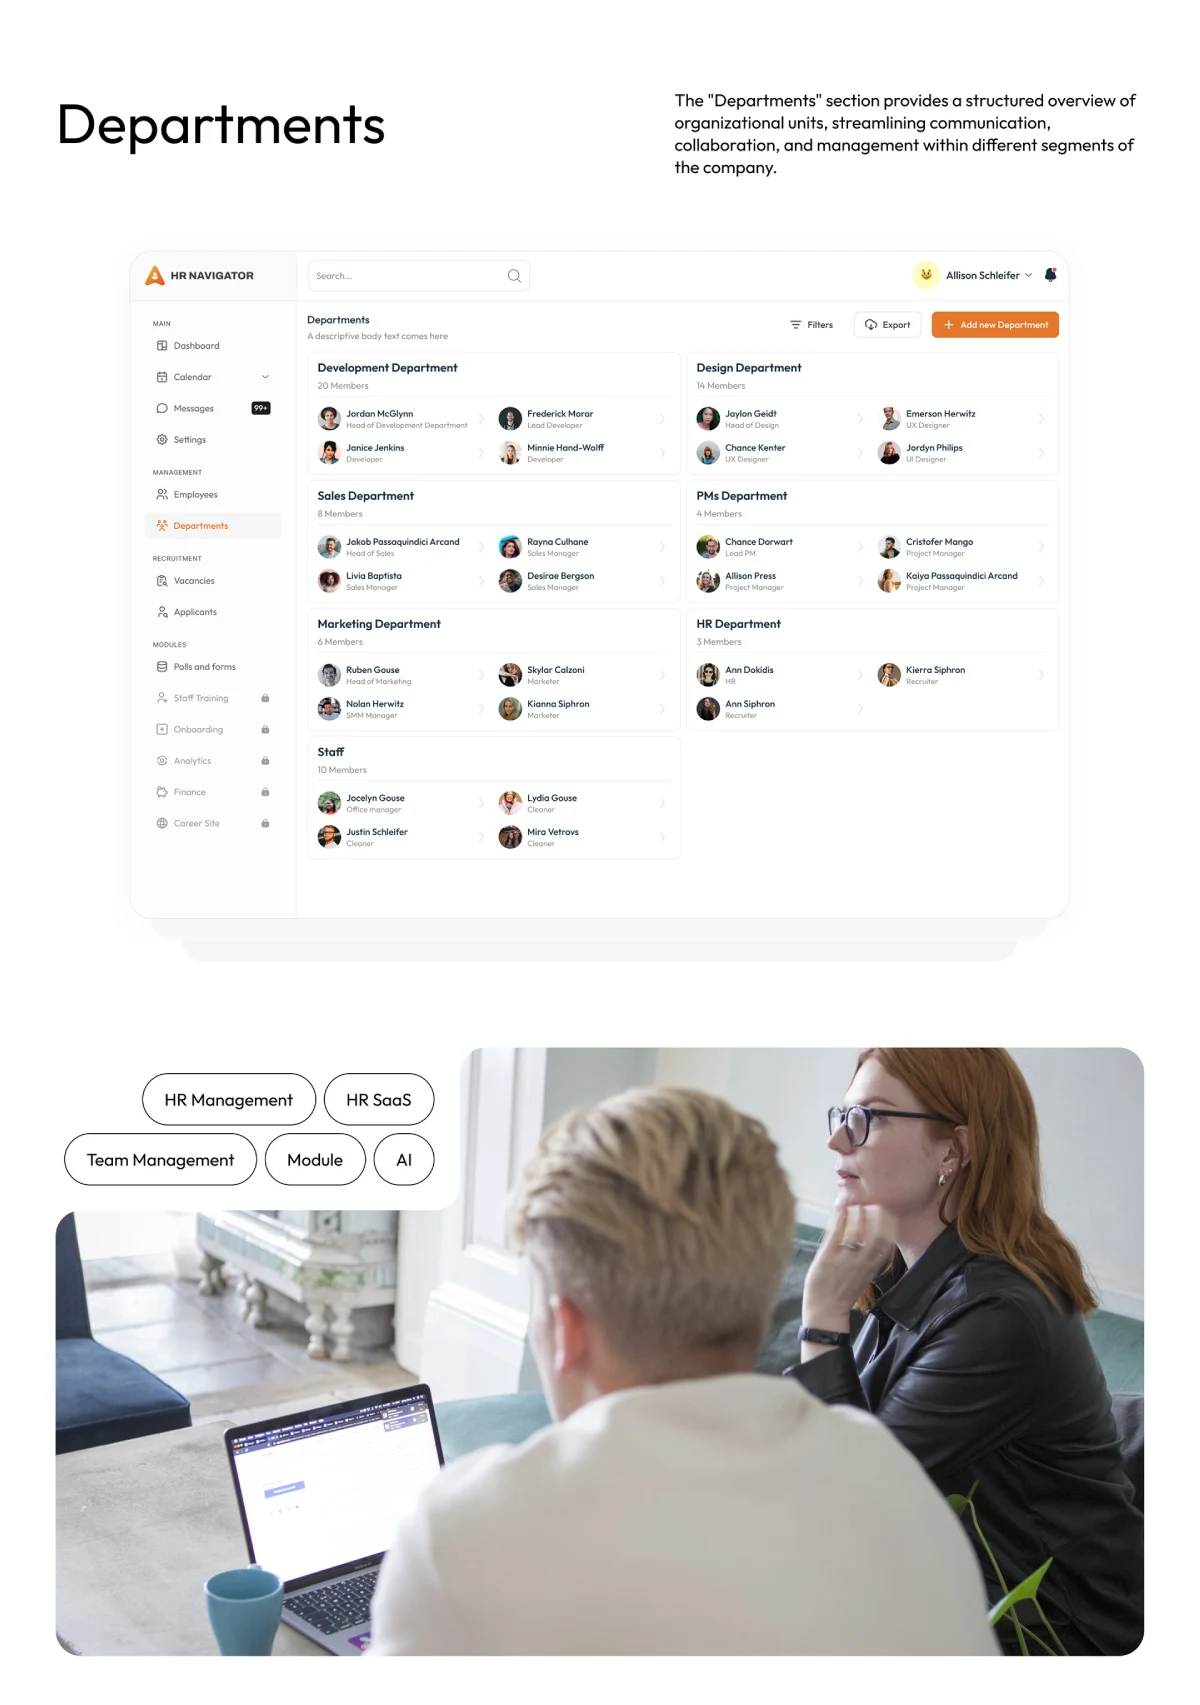 Departments
The "Departments" section provides a structured overview of
organizational units, streamlining communication,
collaboration, and management within different segments of
the company.
HR NAVIGATOR
Search...
Allison Schleifer
MAIN
Dashboard
Calendar
Messages
99+
Settings
MANAGEMENT
Employees
Departments
RECRUITMENT
Vacancies
Applicants
MODULES
Polls and forms
Staff Training
Onboarding
Analytics
Finance
Career Site
Departments
A descriptive body text comes here
Filters
Export
Add new Department
Development Department
20 Members
Jordan McGlynn
Head of Development Department
Frederick Morar
Lead Developer
Janice Jenkins
Developer
Minnie Hand-Wolff
Developer
Design Department
14 Members
Jaylon Geidt
Head of Design
Emerson Herwitz
UX Designer
Chance Kenter
UX Designer
Jordyn Philips
UI Designer
Sales Department
8 Members
Jakob Passaquindici Arcand
Head of Sales
Rayna Culhane
Sales Manager
Livia Baptista
Sales Manager
Desirae Bergson
Sales Manager
PMs Department
4 Members
Chance Dorwart
Lead PM
Cristofer Mango
Project Manager
Allison Press
Project Manager
Kaiya Passaquindici Arcand
Project Manager
Marketing Department
6 Members
Ruben Gouse
Head of Marketing
Skylar Calzoni
Marketer
Nolan Herwitz
SMM Manager
Kianna Siphron
Marketer
HR Department
3 Members
Ann Dokidis
HR
Kierra Siphron
Recruiter
Ann Siphron
Recruiter
Staff
10 Members
Jocelyn Gouse
Office manager
Lydia Gouse
Cleaner
Justin Schleifer
Cleaner
Mira Vetrovs
Cleaner
HR Management
HR SaaS
Team Management
Module
AI